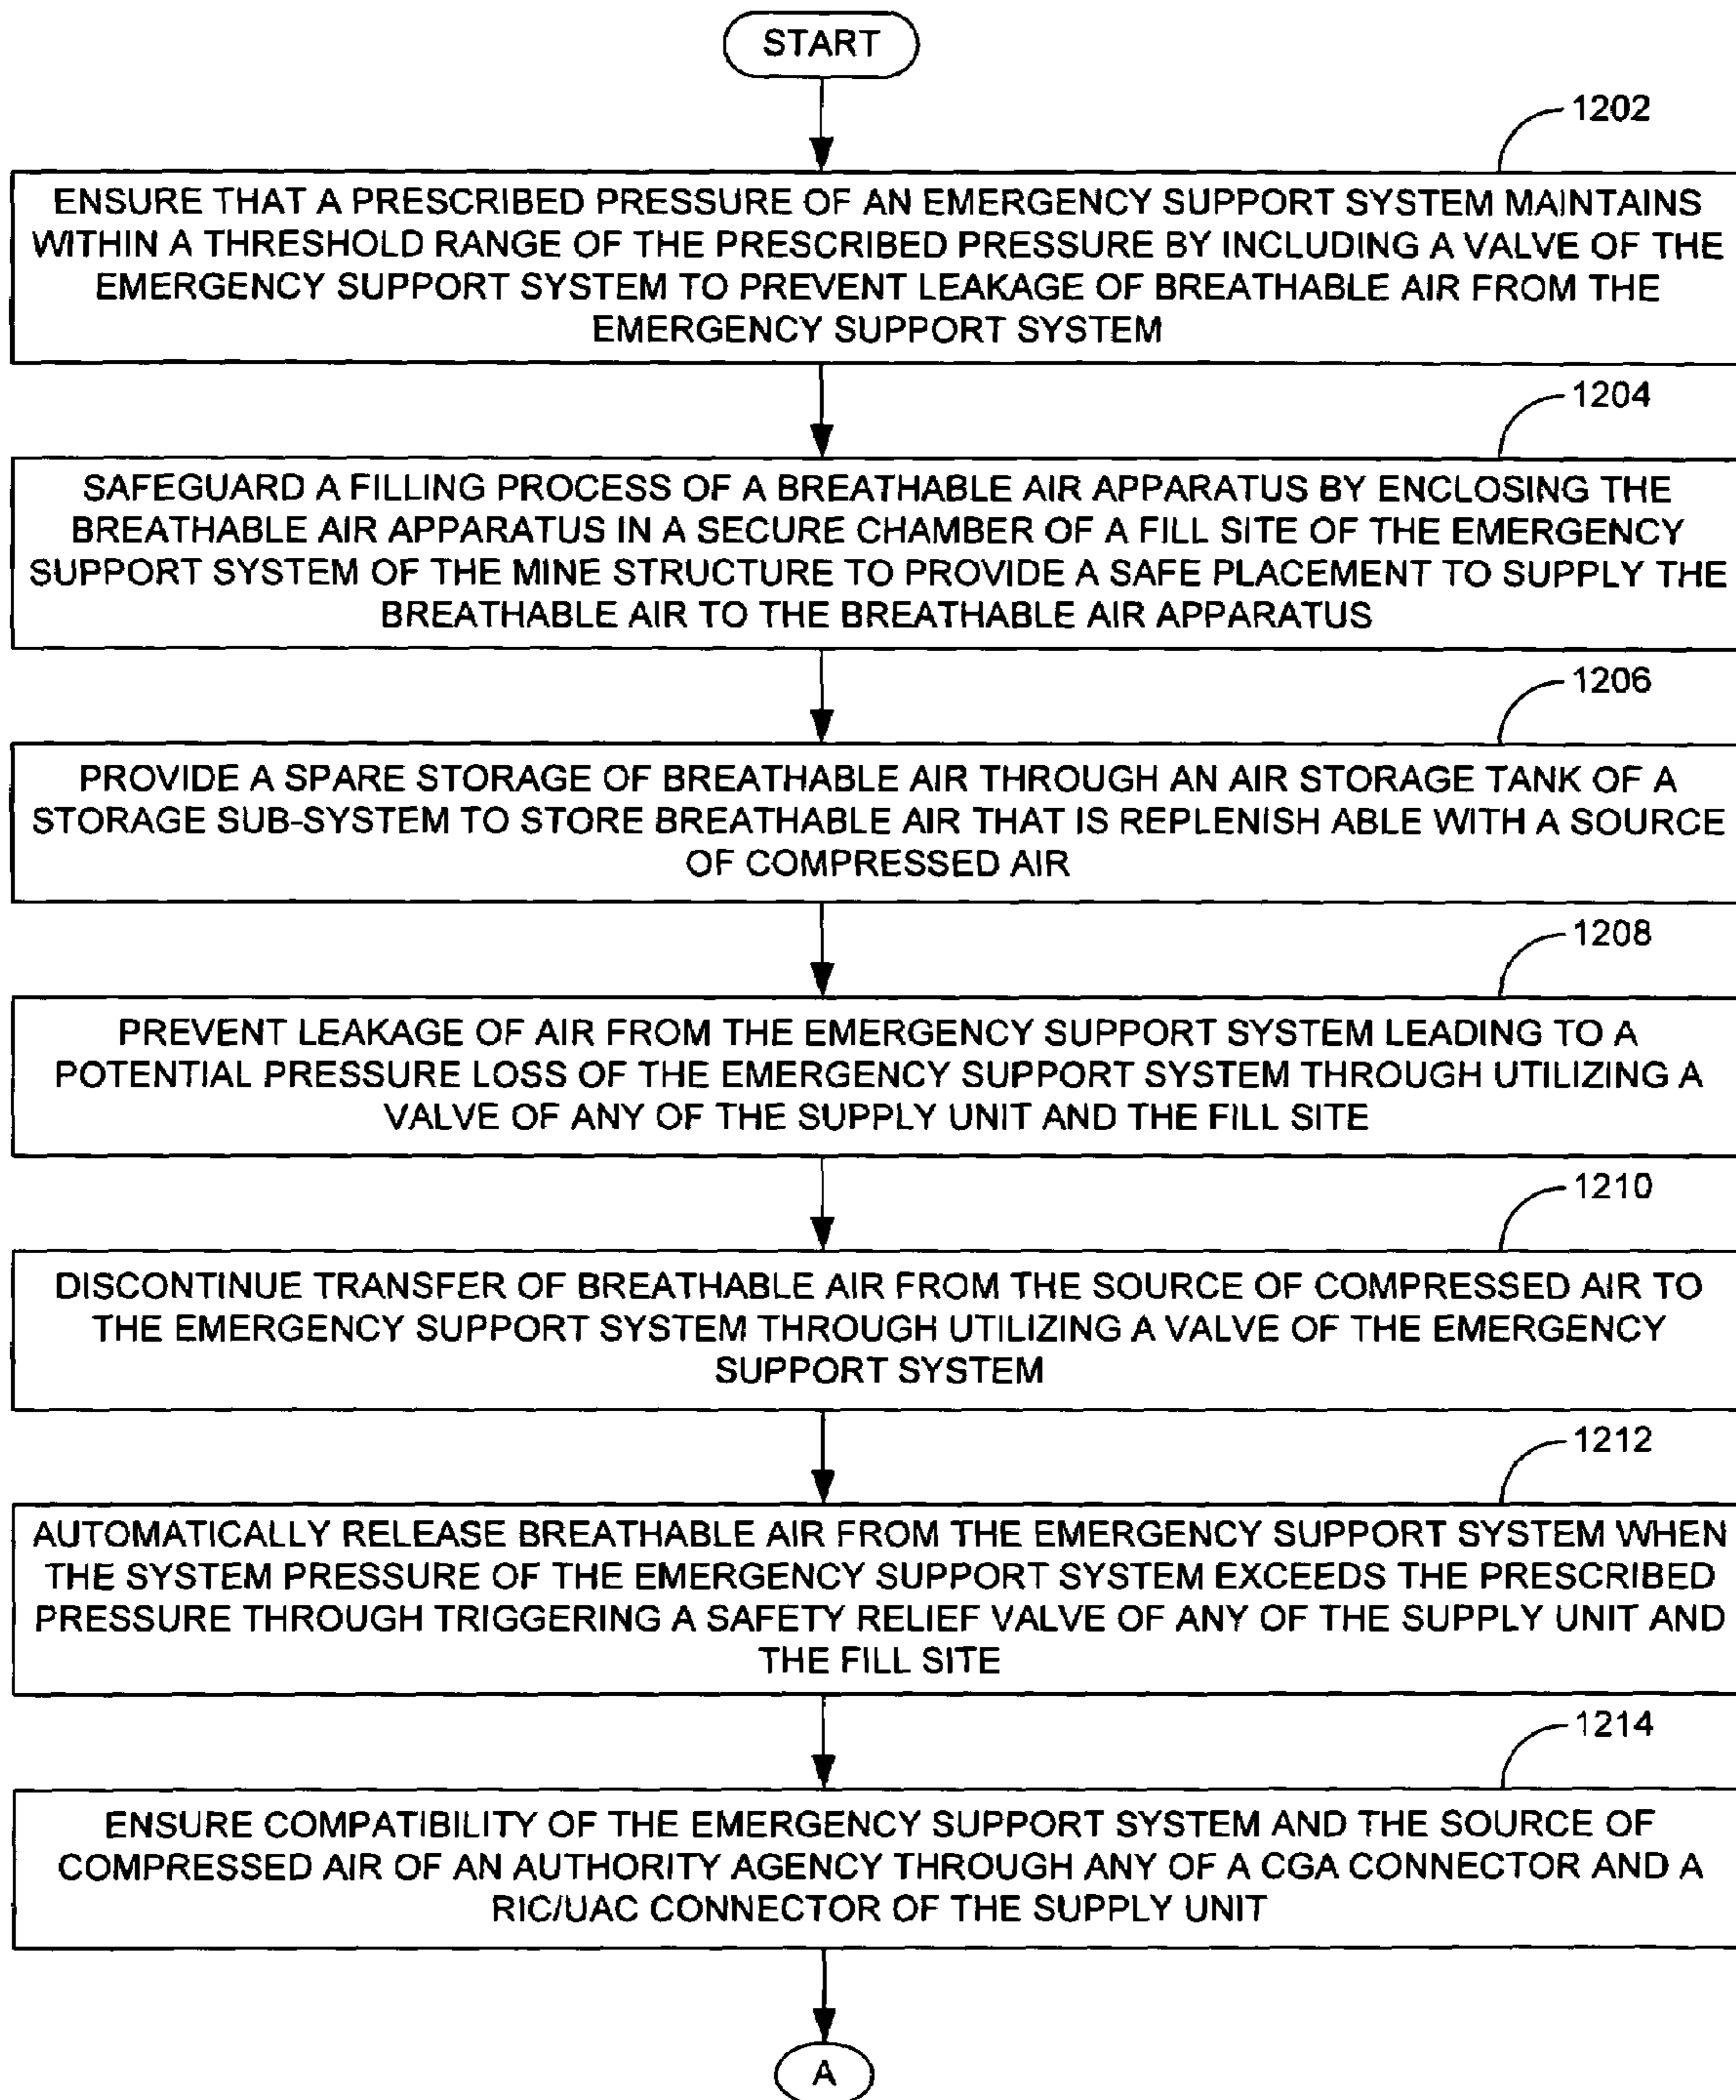 START
1202
ENSURE THAT A PRESCRIBED PRESSURE OF AN EMERGENCY SUPPORT SYSTEM MAINTAINS
WITHIN A THRESHOLD RANGE OF THE PRESCRIBED PRESSURE BY INCLUDING A VALVE OF THE
EMERGENCY SUPPORT SYSTEM TO PREVENT LEAKAGE OF BREATHABLE AIR FROM THE
EMERGENCY SUPPORT SYSTEM
1204
SAFEGUARD A FILLING PROCESS OF A BREATHABLE AIR APPARATUS BY ENCLOSING THE
BREATHABLE AIR APPARATUS IN A SECURE CHAMBER OF A FILL SITE OF THE EMERGENCY
SUPPORT SYSTEM OF THE MINE STRUCTURE TO PROVIDE A SAFE PLACEMENT TO SUPPLY THE
BREATHABLE AIR TO THE BREATHABLE AIR APPARATUS
1206
PROVIDE A SPARE STORAGE OF BREATHABLE AIR THROUGH AN AIR STORAGE TANK OF A
STORAGE SUB-SYSTEM TO STORE BREATHABLE AIR THAT IS REPLENISH ABLE WITH A SOURCE
OF COMPRESSED AIR
1208
PREVENT LEAKAGE OF AIR FROM THE EMERGENCY SUPPORT SYSTEM LEADING TO A
POTENTIAL PRESSURE LOSS OF THE EMERGENCY SUPPORT SYSTEM THROUGH UTILIZING A
VALVE OF ANY OF THE SUPPLY UNIT AND THE FILL SITE
1210
DISCONTINUE TRANSFER OF BREATHABLE AIR FROM THE SOURCE OF COMPRESSED AIR TO
THE EMERGENCY SUPPORT SYSTEM THROUGH UTILIZING A VALVE OF THE EMERGENCY
SUPPORT SYSTEM
1212
AUTOMATICALLY RELEASE BREATHABLE AIR FROM THE EMERGENCY SUPPORT SYSTEM WHEN
THE SYSTEM PRESSURE OF THE EMERGENCY SUPPORT SYSTEM EXCEEDS THE PRESCRIBED
PRESSURE THROUGH TRIGGERING A SAFETY RELIEF VALVE OF ANY OF THE SUPPLY UNIT AND
THE FILL SITE
1214
ENSURE COMPATIBILITY OF THE EMERGENCY SUPPORT SYSTEM AND THE SOURCE OF
COMPRESSED AIR OF AN AUTHORITY AGENCY THROUGH ANY OF A CGA CONNECTOR AND A
RIC/UAC CONNECTOR OF THE SUPPLY UNIT
A